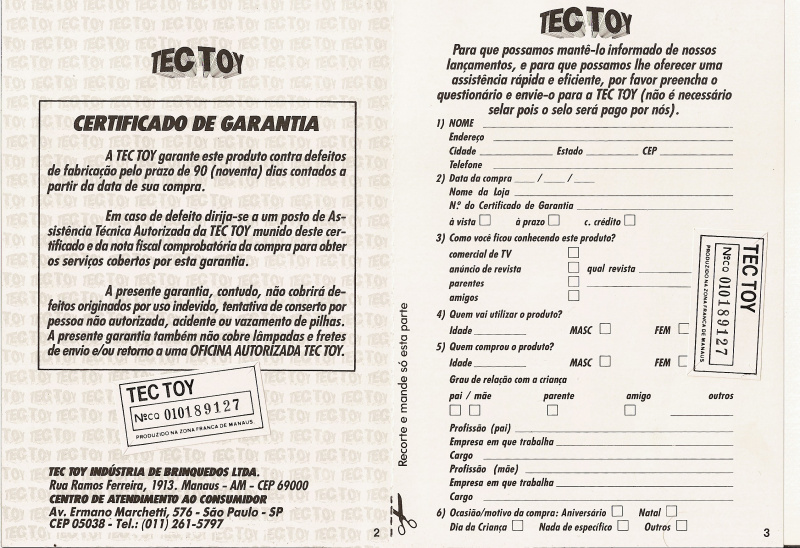 TEC TOY
CERTIFICADO DE GARANTIA
A TEC TOY garante este produto contra defeitos
de fabricação pelo prazo de 90 (noventa) dias contados a
partir da data de sua compra.
Em caso de defeito dirija-se a um posto de As-
sistência Técnica Autorizada da TEC TOY munido deste cer-
tificado e da nota fiscal comprobatória da compra para obter
os serviços cobertos por esta garantia.
A presente garantia, contudo, não cobrirá de-
feitos originados por uso indevido, tentativa de conserto por
pessoa não autorizada, acidente ou vazamento de pilhas.
A presente garantia também não cobre lâmpadas e fretes
de envio e/ou retorno a uma OFICINA AUTORIZADA TEC TOY.
TEC TOY
Nº CO 010189127
PRODUZIDO NA ZONA FRANCA DE MANAUS
TEC TOY INDÚSTRIA DE BRINQUEDOS LTDA.
Rua Ramos Ferreira, 1913. Manaus - AM - CEP 69000
CENTRO DE ATENDIMENTO AO CONSUMIDOR
Av. Ermano Marchetti, 576 - São Paulo - SP
CEP 05038 - Tel.: (011) 261-5797
2
Recorte e mande só esta parte
TEC TOY
Para que possamos mantê-lo informado de nossos
lançamentos, e para que possamos lhe oferecer uma
assistência rápida e eficiente, por favor preencha o
questionário e envie-o para a TEC TOY (não é necessário
selar pois o selo será pago por nós).
1) NOME
Endereço
Cidade Estado CEP
Telefone
2) Data da compra / /
Nome da Loja
N.º do Certificado de Garantia
à vista à prazo c. crédito
3) Como você ficou conhecendo este produto?
comercial de TV
anúncio de revista qual revista
parentes
amigos
4) Quem vai utilizar o produto?
Idade MASC FEM
5) Quem comprou o produto?
Idade MASC FEM
Grau de relação com a criança
pai / mãe parente amigo outros
Profissão (pai)
Empresa em que trabalha
Cargo
Profissão (mãe)
Empresa em que trabalha
Cargo
6) Ocasião/motivo da compra: Aniversário Natal
Dia da Criança Nada de específico Outros
TEC TOY
Nº CO 010189127
PRODUZIDO NA ZONA FRANCA DE MANAUS
3